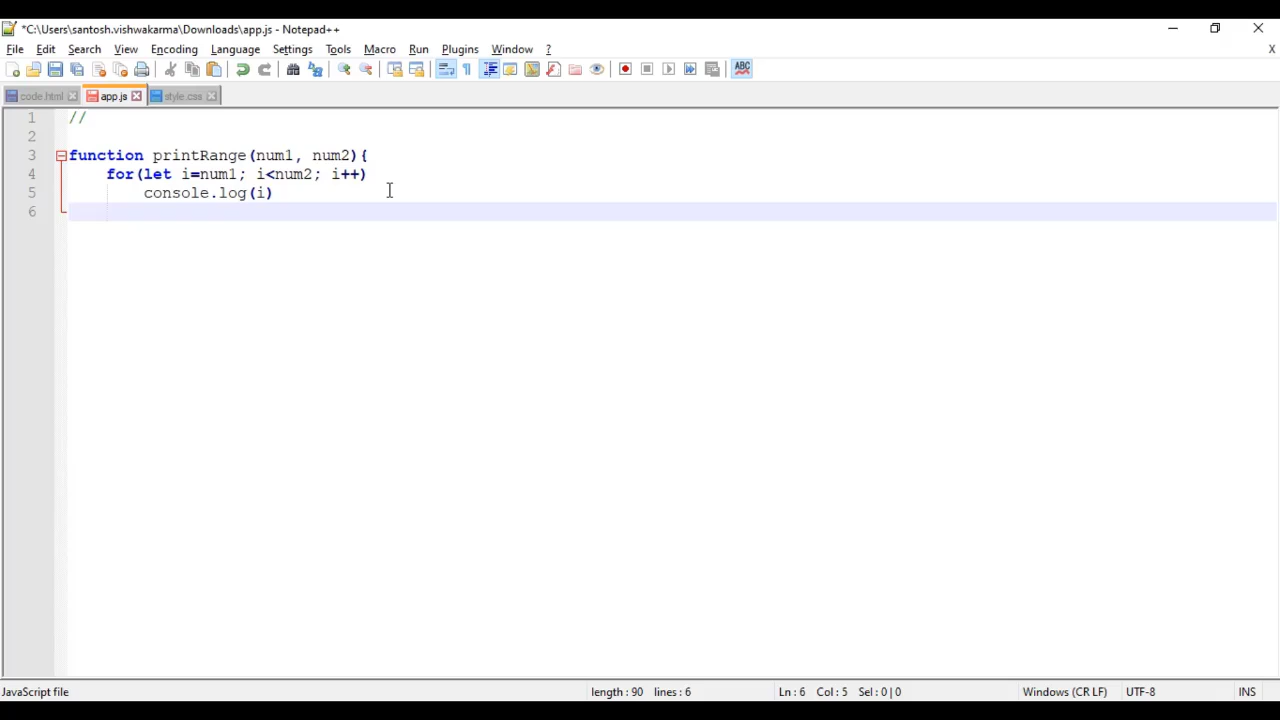 *C:\Users\santosh.vishwakarma\Downloads\app.js - Notepad++
File Edit Search View Encoding Language Settings Tools Macro Run Plugins Window ? X
ABC
code.html app.js style.css
1 //
2
3 function printRange(num1, num2){
4 for(let i=num1; i<num2; i++)
5 console.log(i)
6
JavaScript file length : 90 lines : 6 Ln : 6 Col : 5 Sel : 0 | 0 Windows (CR LF) UTF-8 INS